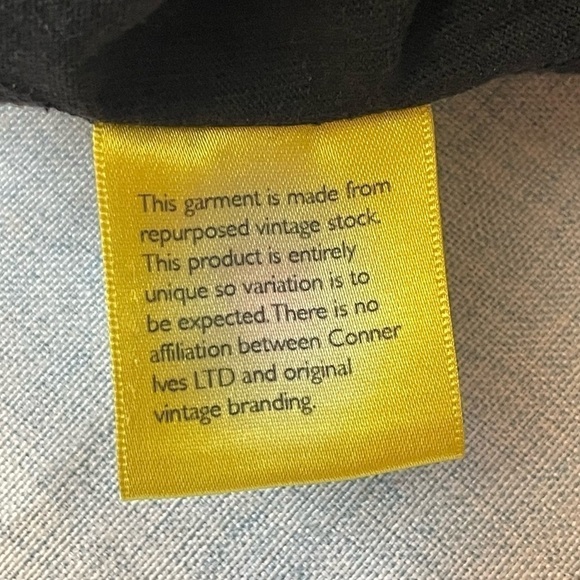 This garment is made from
repurposed vintage stock.
This product is entirely
unique so variation is to
be expected. There is no
affiliation between Conner
Ives LTD and original
vintage branding.